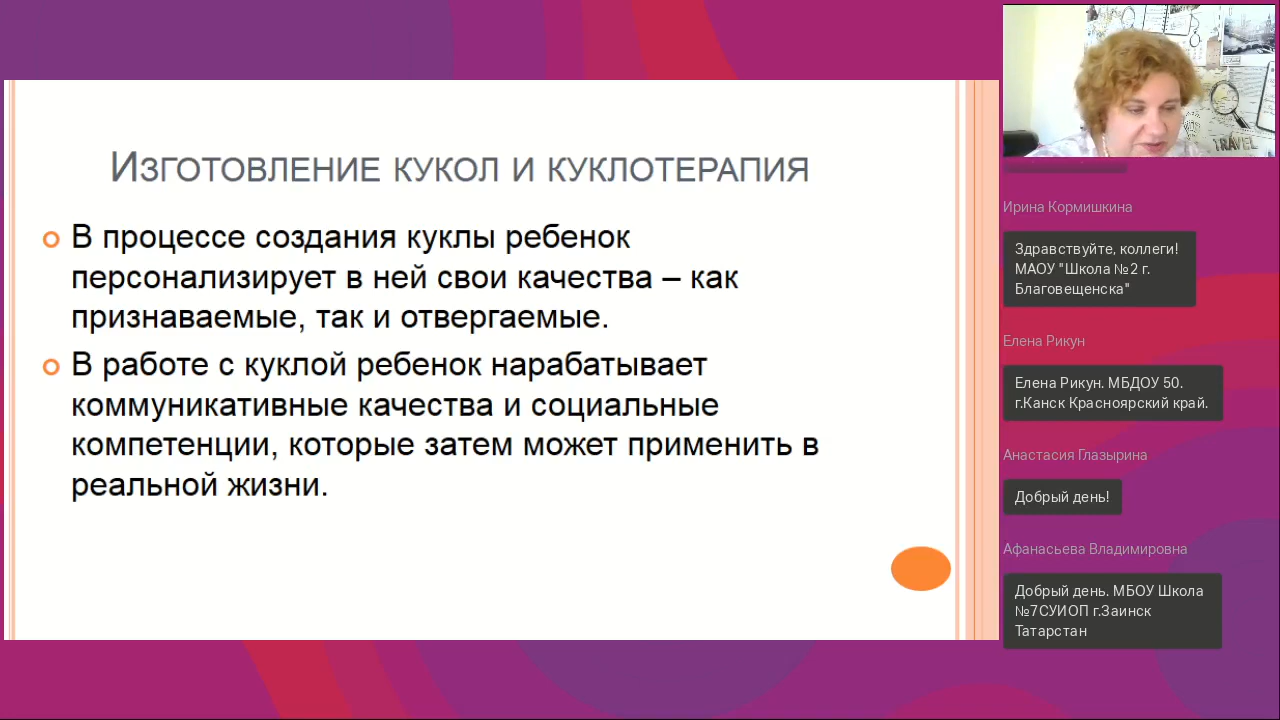 Изготовление кукол и куклотерапия
В процессе создания куклы ребенок
персонализирует в ней свои качества – как
признаваемые, так и отвергаемые.
В работе с куклой ребенок нарабатывает
коммуникативные качества и социальные
компетенции, которые затем может применить в
реальной жизни.
TRAVEL
Ирина Кормишкина
Здравствуйте, коллеги!
МАОУ "Школа №2 г.
Благовещенска"
Елена Рикун
Елена Рикун. МБДОУ 50.
г.Канск Красноярский край.
Анастасия Глазырина
Добрый день!
Афанасьева Владимировна
Добрый день. МБОУ Школа
№7СУИОП г.Заинск
Татарстан